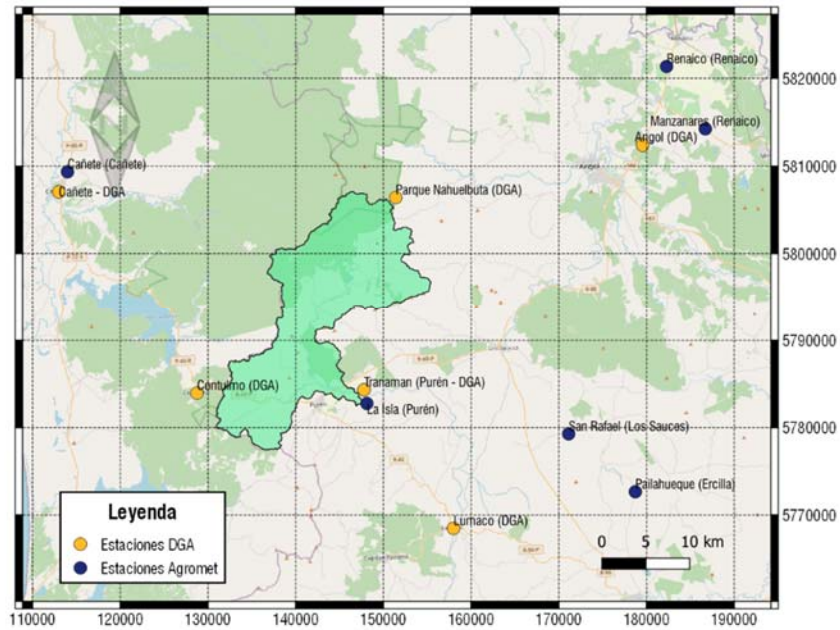 Renaico (Renaico)
5820000
Manzanares (Renaico)
Angol (DGA)
5810000
Cañete (Cañete)
Cañete - DGA
Parque Nahuelbuta (DGA)
5800000
5790000
Contulmo (DGA)
Tranaman (Purén - DGA)
La Isla (Purén)
5780000
San Rafael (Los Sauces)
Pailahueque (Ercilla)
5770000
Lumaco (DGA)
Leyenda
Estaciones DGA
Estaciones Agromet
0 5 10 km
110000 120000 130000 140000 150000 160000 170000 180000 190000